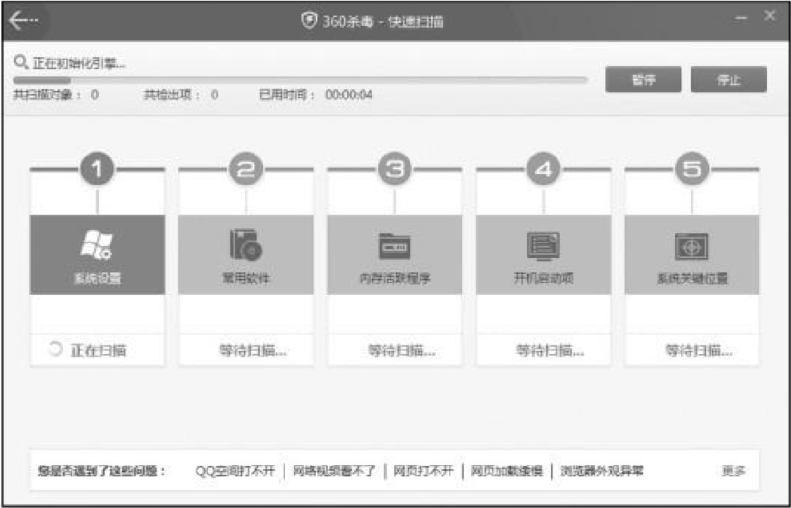 360杀毒 - 快速扫描
正在初始化引擎...
暂停 停止
共扫描对象： 0 共检出项： 0 已用时间： 00:00:04
1 2 3 4 5
系统设置 常用软件 内存活跃程序 开机启动项 系统关键位置
正在扫描 等待扫描... 等待扫描... 等待扫描... 等待扫描...
您是否遇到了这些问题： QQ空间打不开 | 网络视频看不了 | 网页打不开 | 网页加载缓慢 | 浏览器外观异常 更多